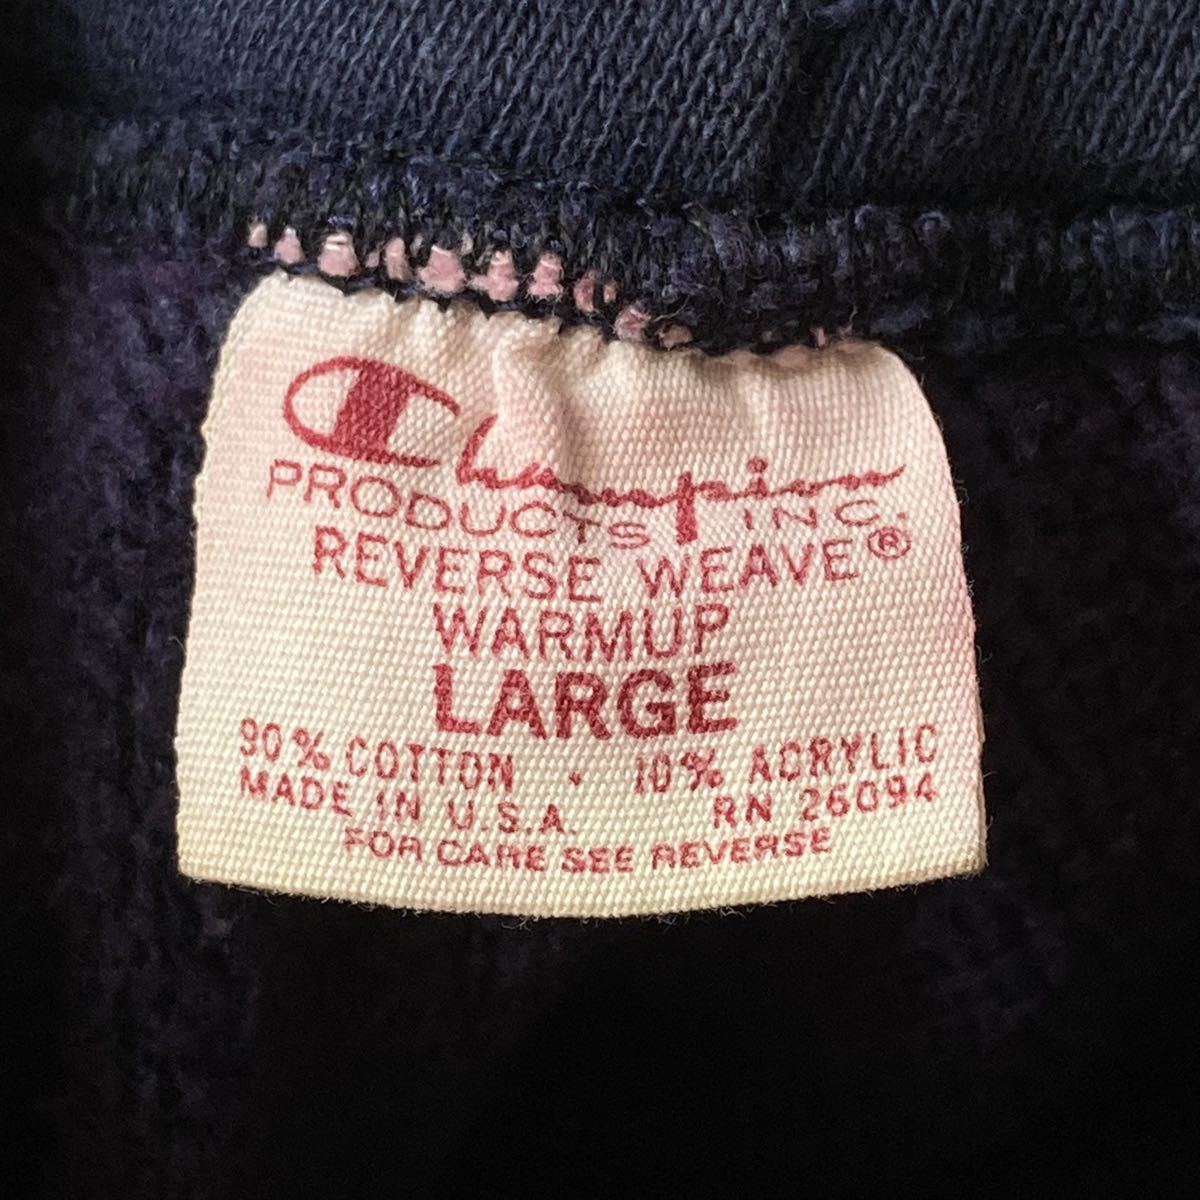 Champion
PRODUCTS INC.
REVERSE WEAVE®
WARMUP
LARGE
90% COTTON · 10% ACRYLIC
MADE IN U.S.A. RN 26094
FOR CARE SEE REVERSE